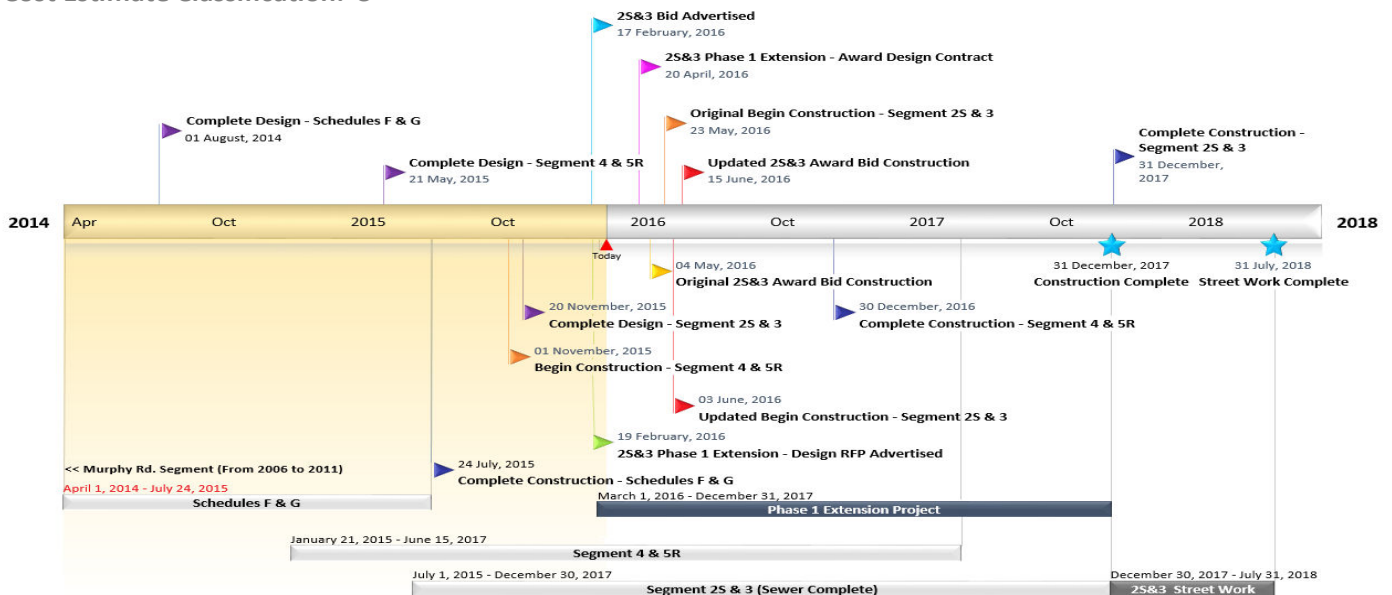 2S&3 Bid Advertised
17 February, 2016
2S&3 Phase 1 Extension - Award Design Contract
20 April, 2016
Complete Design - Schedules F & G
01 August, 2014
Original Begin Construction - Segment 2S & 3
23 May, 2016
Complete Construction -
Segment 2S & 3
31 December,
2017
Complete Design - Segment 4 & 5R
21 May, 2015
Updated 2S&3 Award Bid Construction
15 June, 2016
2014 Apr Oct 2015 Oct 2016 Oct 2017 Oct 2018 2018
Today
04 May, 2016
Original 2S&3 Award Bid Construction
31 December, 2017
Construction Complete
31 July, 2018
Street Work Complete
20 November, 2015
Complete Design - Segment 2S & 3
30 December, 2016
Complete Construction - Segment 4 & 5R
01 November, 2015
Begin Construction - Segment 4 & 5R
03 June, 2016
Updated Begin Construction - Segment 2S & 3
19 February, 2016
2S&3 Phase 1 Extension - Design RFP Advertised
<< Murphy Rd. Segment (From 2006 to 2011)
24 July, 2015
Complete Construction - Schedules F & G
April 1, 2014 - July 24, 2015
Schedules F & G
March 1, 2016 - December 31, 2017
Phase 1 Extension Project
January 21, 2015 - June 15, 2017
Segment 4 & 5R
July 1, 2015 - December 30, 2017
Segment 2S & 3 (Sewer Complete)
December 30, 2017 - July 31, 2018
2S&3 Street Work